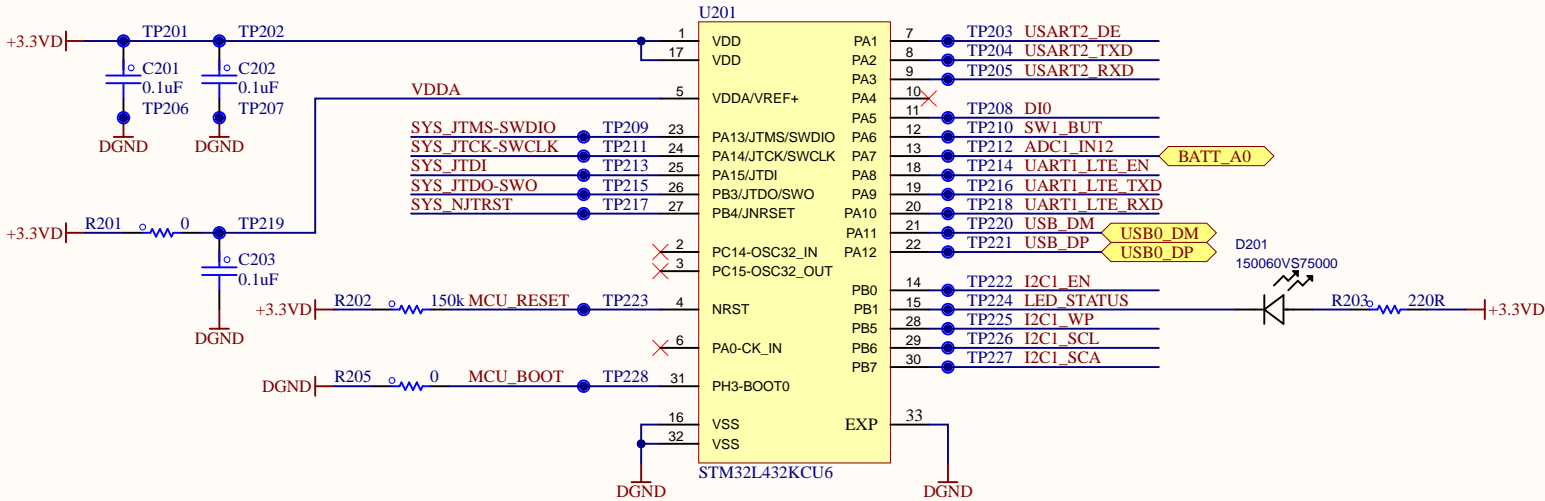 U201
+3.3VD TP201 TP202 1 VDD PA1 7 TP203 USART2_DE
17 VDD PA2 8 TP204 USART2_TXD
C201 C202 PA3 9 TP205 USART2_RXD
0.1uF 0.1uF VDDA 5 VDDA/VREF+ PA4 10
TP206 TP207 PA5 11 TP208 DI0
DGND DGND SYS_JTMS-SWDIO TP209 23 PA13/JTMS/SWDIO PA6 12 TP210 SW1_BUT
SYS_JTCK-SWCLK TP211 24 PA14/JTCK/SWCLK PA7 13 TP212 ADC1_IN12 BATT_A0
SYS_JTDI TP213 25 PA15/JTDI PA8 18 TP214 UART1_LTE_EN
SYS_JTDO-SWO TP215 26 PB3/JTDO/SWO PA9 19 TP216 UART1_LTE_TXD
SYS_NJTRST TP217 27 PB4/JNRSET PA10 20 TP218 UART1_LTE_RXD
+3.3VD R201 0 TP219 PA11 21 TP220 USB_DM USB0_DM
2 PC14-OSC32_IN PA12 22 TP221 USB_DP USB0_DP
D201
150060VS75000
C203
0.1uF
3 PC15-OSC32_OUT
PB0 14 TP222 I2C1_EN
+3.3VD R202 150k MCU_RESET TP223 4 NRST PB1 15 TP224 LED_STATUS R203 220R +3.3VD
DGND PB5 28 TP225 I2C1_WP
6 PA0-CK_IN PB6 29 TP226 I2C1_SCL
PB7 30 TP227 I2C1_SCA
DGND R205 0 MCU_BOOT TP228 31 PH3-BOOT0
16 VSS EXP 33
32 VSS
STM32L432KCU6
DGND DGND